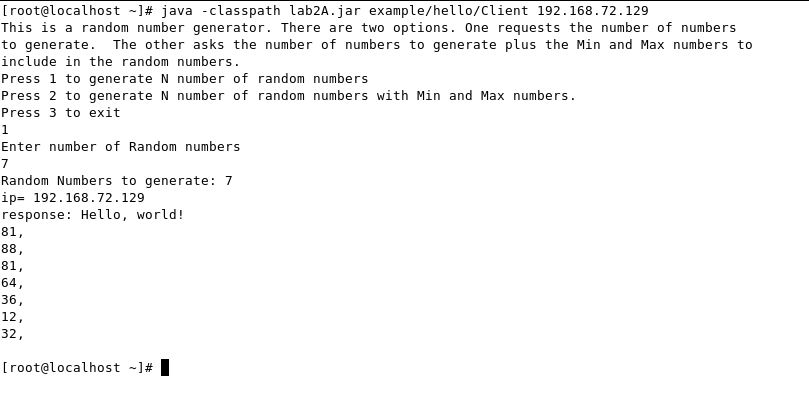 [root@localhost ~]# java -classpath lab2A.jar example/hello/Client 192.168.72.129
This is a random number generator. There are two options. One requests the number of numbers
to generate.  The other asks the number of numbers to generate plus the Min and Max numbers to
include in the random numbers.
Press 1 to generate N number of random numbers
Press 2 to generate N number of random numbers with Min and Max numbers.
Press 3 to exit
1
Enter number of Random numbers
7
Random Numbers to generate: 7
ip= 192.168.72.129
response: Hello, world!
81,
88,
81,
64,
36,
12,
32,
[root@localhost ~]#